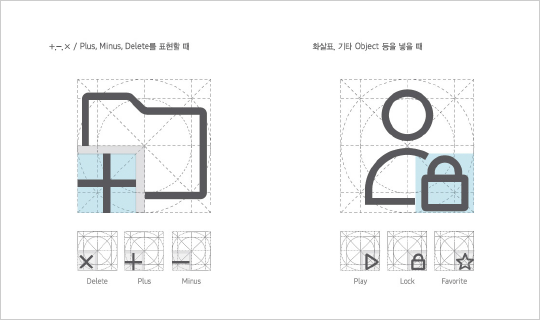 +,−,× / Plus, Minus, Delete를 표현할 때
화살표, 기타 Object 등을 넣을 때
Delete Plus Minus
Play Lock Favorite